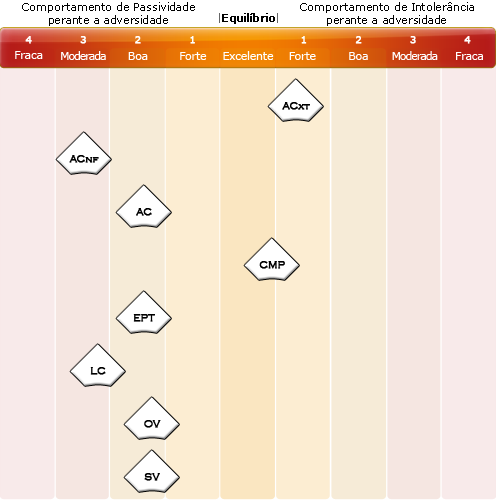 Comportamento de Passividade
perante a adversidade
|Equilíbrio|
Comportamento de Intolerância
perante a adversidade
4 3 2 1 1 2 3 4
Fraca Moderada Boa Forte Excelente Forte Boa Moderada Fraca
ACXT
ACNF
AC
CMP
EPT
LC
OV
SV